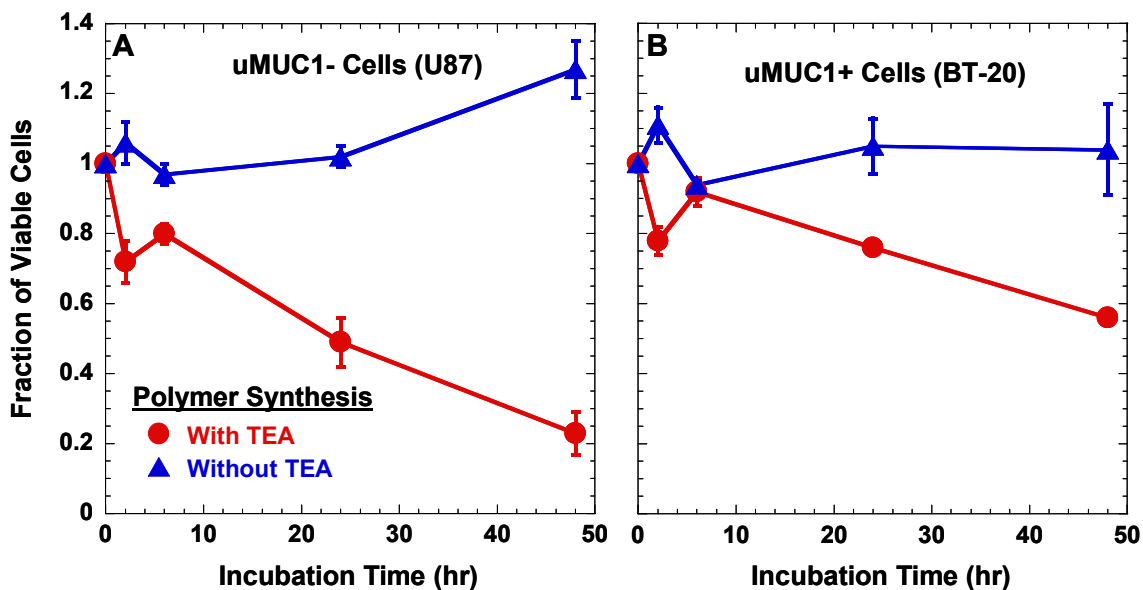 A
uMUC1- Cells (U87)
B
uMUC1+ Cells (BT-20)
Fraction of Viable Cells
1.4
1.2
1
0.8
0.6
0.4
0.2
0
Polymer Synthesis
With TEA
Without TEA
0 10 20 30 40 50
0 10 20 30 40 50
Incubation Time (hr)
Incubation Time (hr)